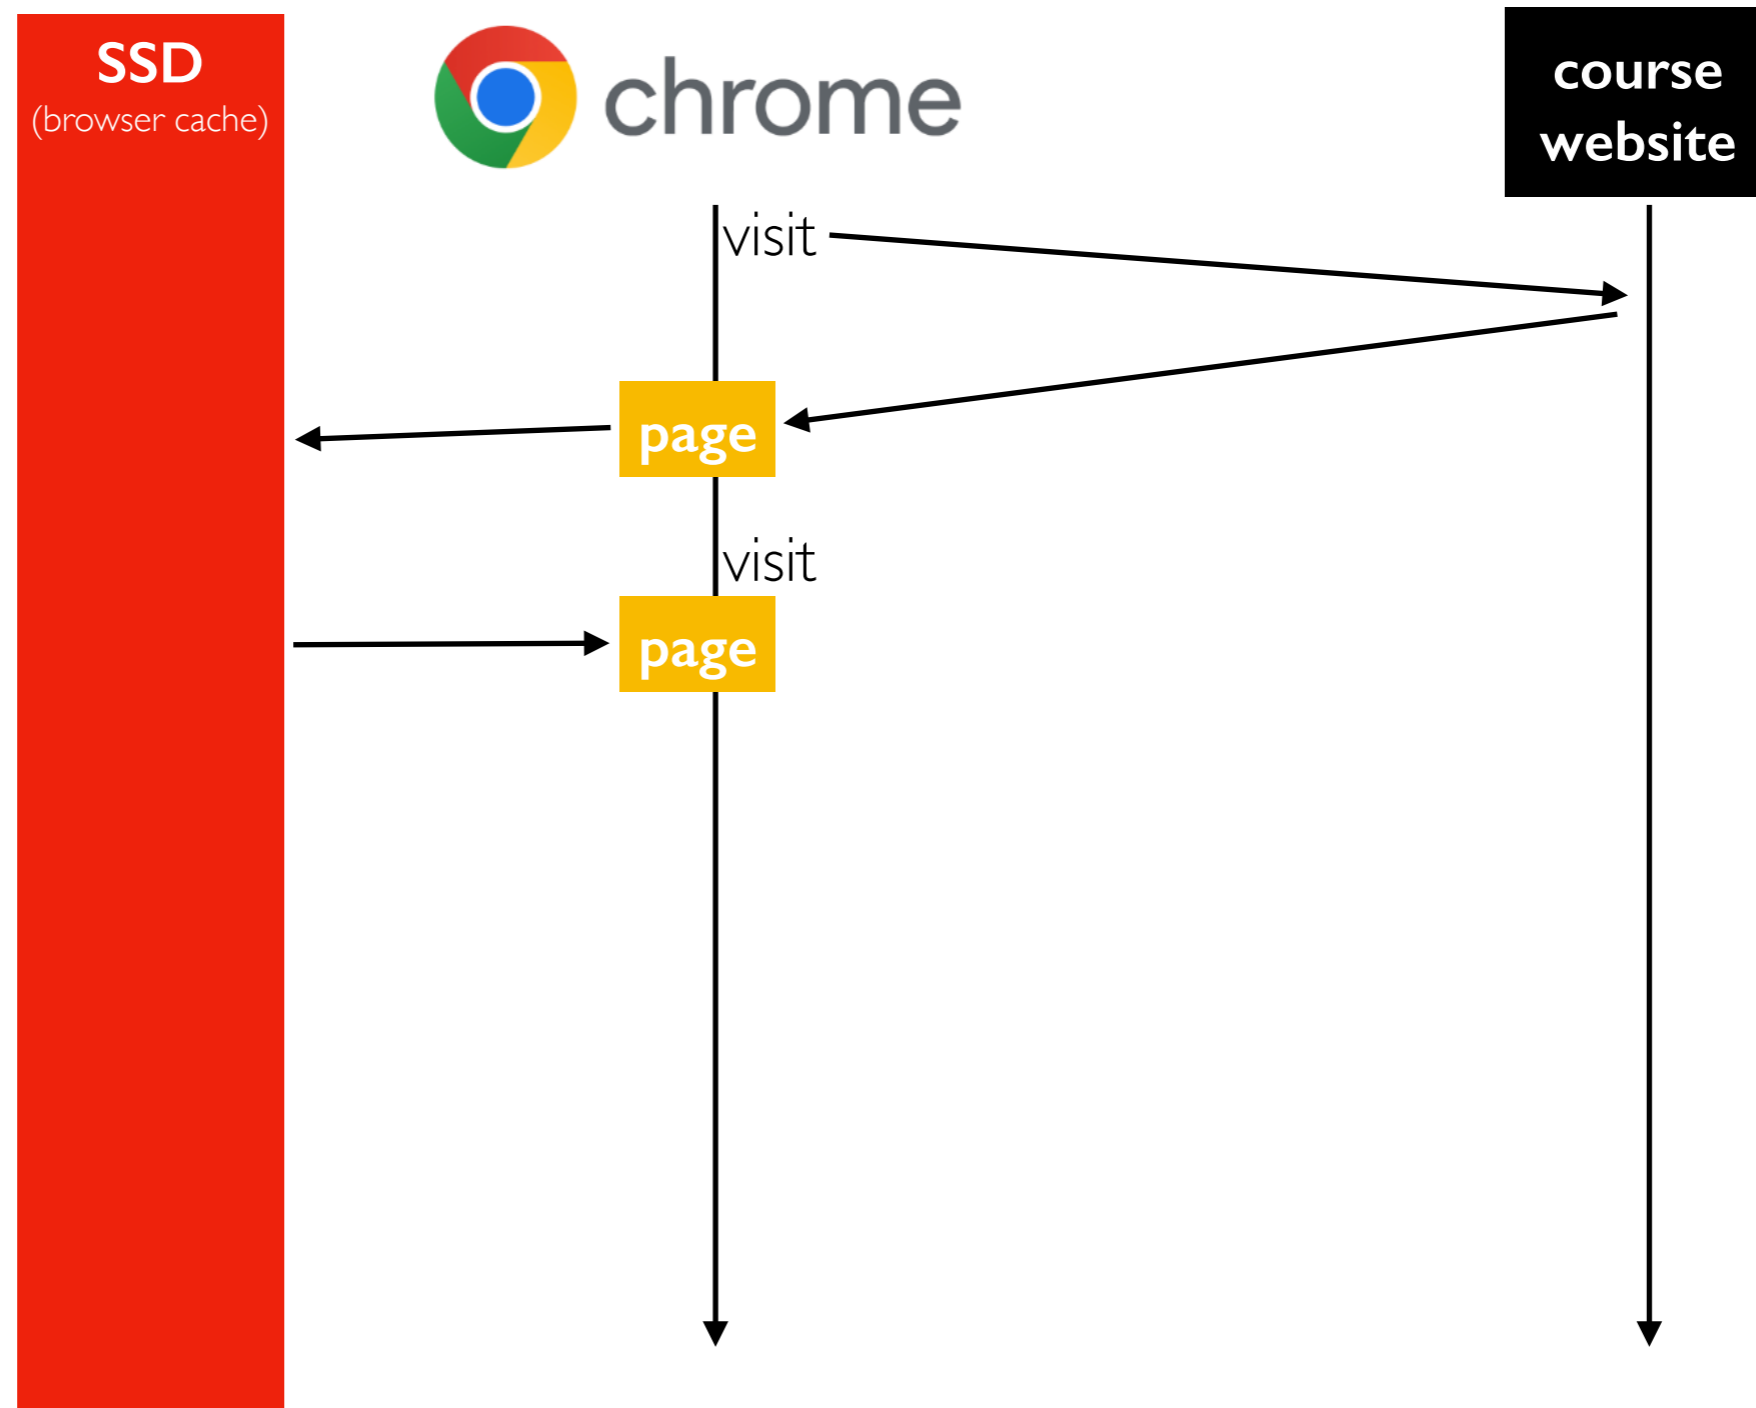 SSD
(browser cache)
chrome
course
website
visit
page
visit
page